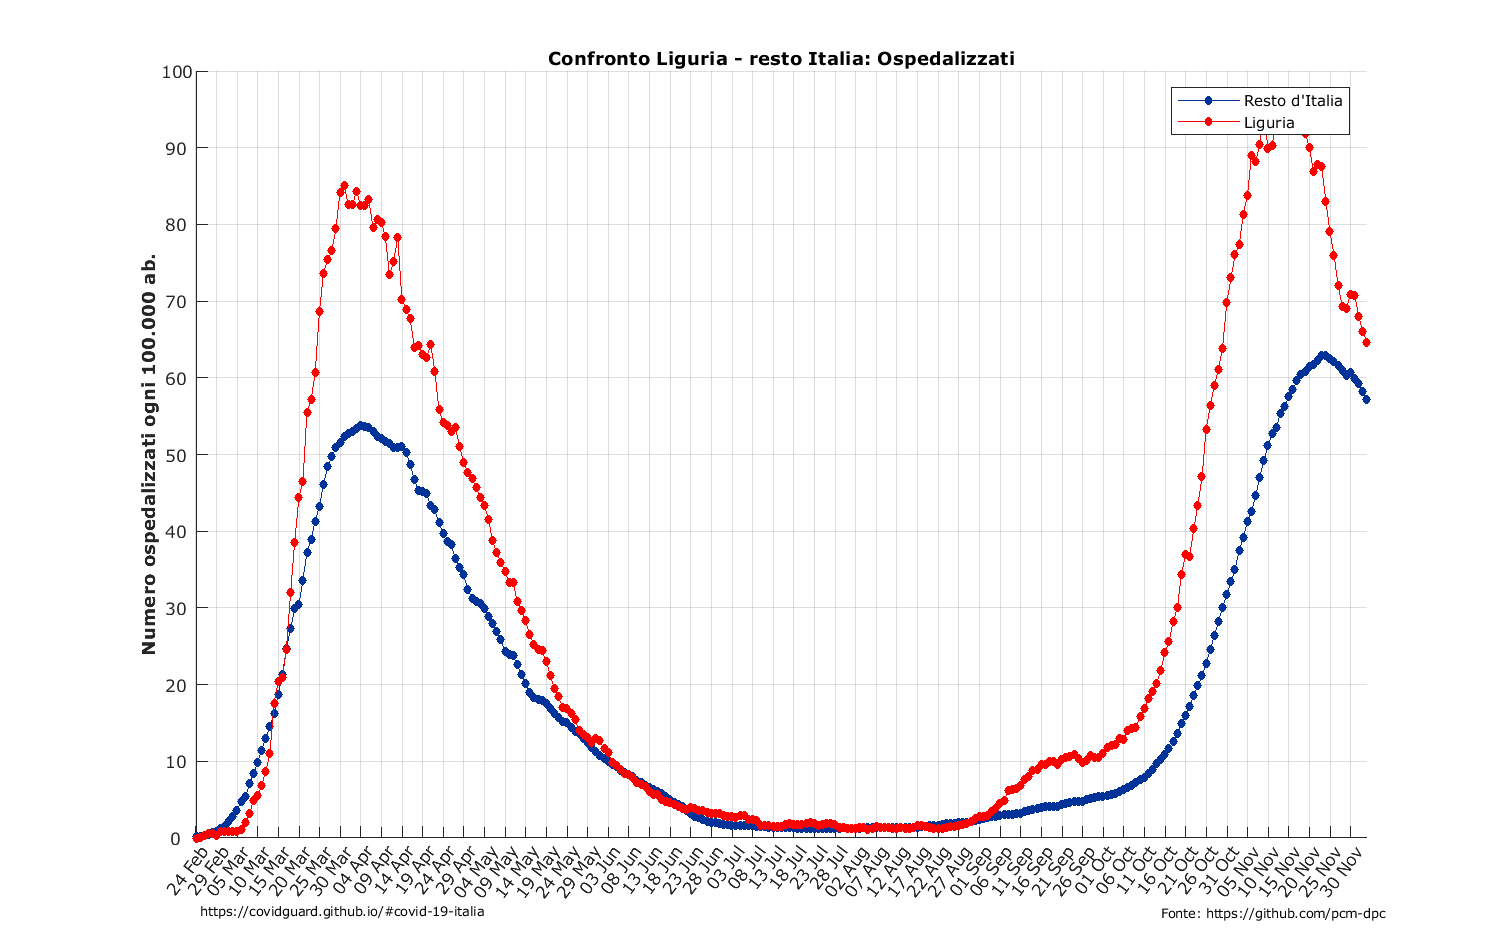 Confronto Liguria - resto Italia: Ospedalizzati
Resto d'Italia
Liguria
Numero ospedalizzati ogni 100.000 ab.
100
90
80
70
60
50
40
30
20
10
0
24 Feb
29 Feb
05 Mar
10 Mar
15 Mar
20 Mar
25 Mar
30 Mar
04 Apr
09 Apr
14 Apr
19 Apr
24 Apr
29 Apr
04 May
09 May
14 May
19 May
24 May
29 May
03 Jun
08 Jun
13 Jun
18 Jun
23 Jun
28 Jun
03 Jul
08 Jul
13 Jul
18 Jul
23 Jul
28 Jul
02 Aug
07 Aug
12 Aug
17 Aug
22 Aug
27 Aug
01 Sep
06 Sep
11 Sep
16 Sep
21 Sep
26 Sep
01 Oct
06 Oct
11 Oct
16 Oct
21 Oct
26 Oct
31 Oct
05 Nov
10 Nov
15 Nov
20 Nov
25 Nov
30 Nov
https://covidguard.github.io/#covid-19-italia
Fonte: https://github.com/pcm-dpc